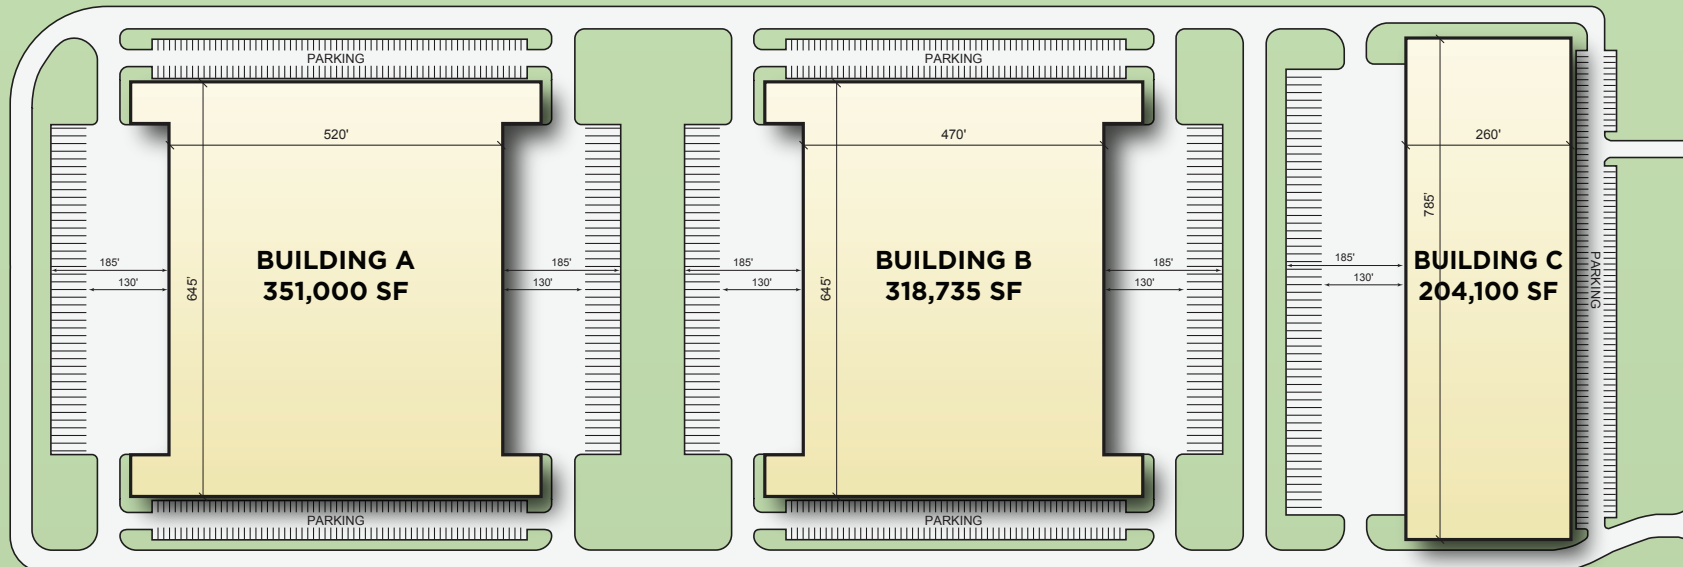 PARKING
520'
645'
BUILDING A
351,000 SF
185'
130'
185'
130'
PARKING
PARKING
470'
645'
BUILDING B
318,735 SF
185'
130'
185'
130'
PARKING
260'
785'
BUILDING C
204,100 SF
185'
130'
PARKING